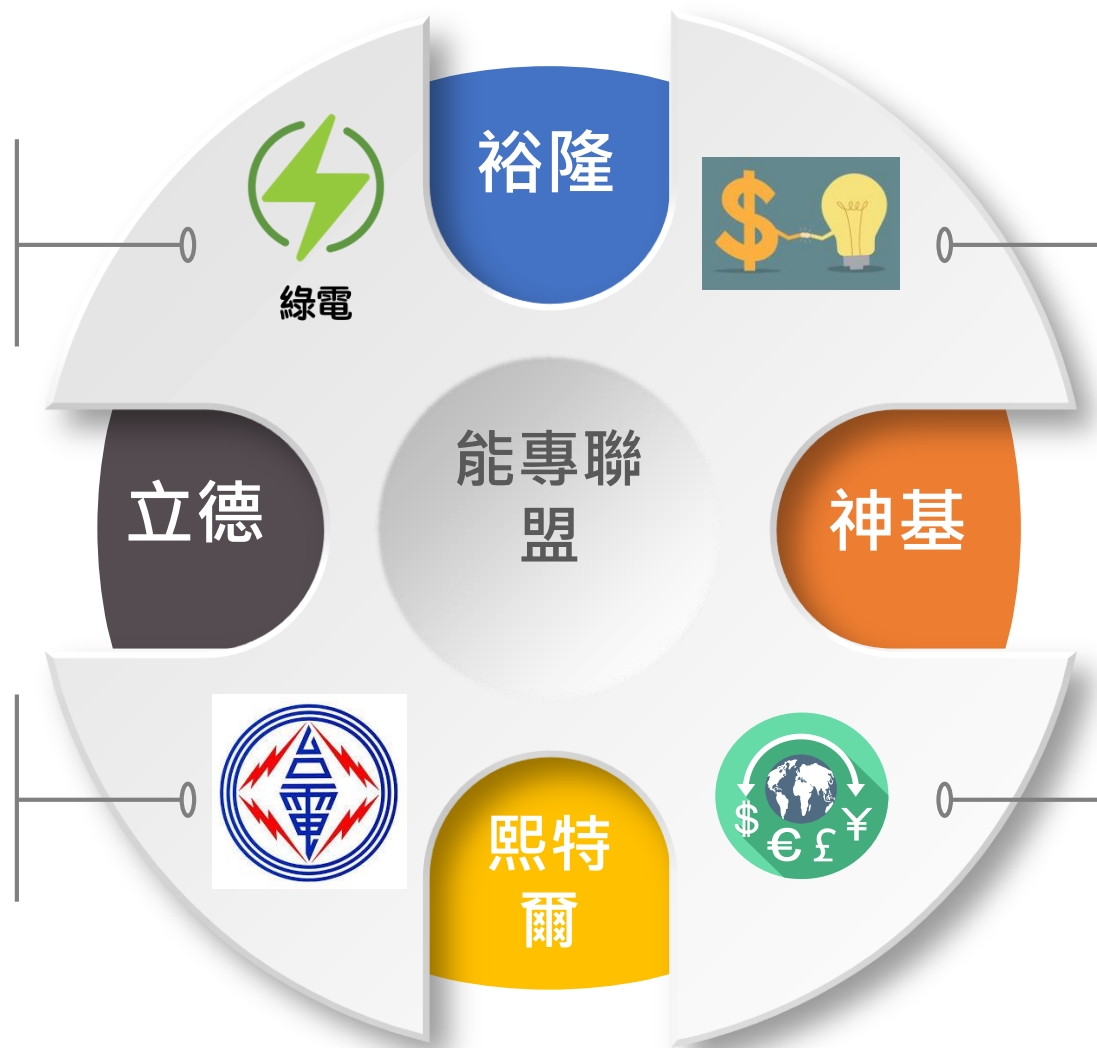 裕隆
綠電
能專聯
盟
立德
神基
台電
$
€
£
¥
熙特
爾